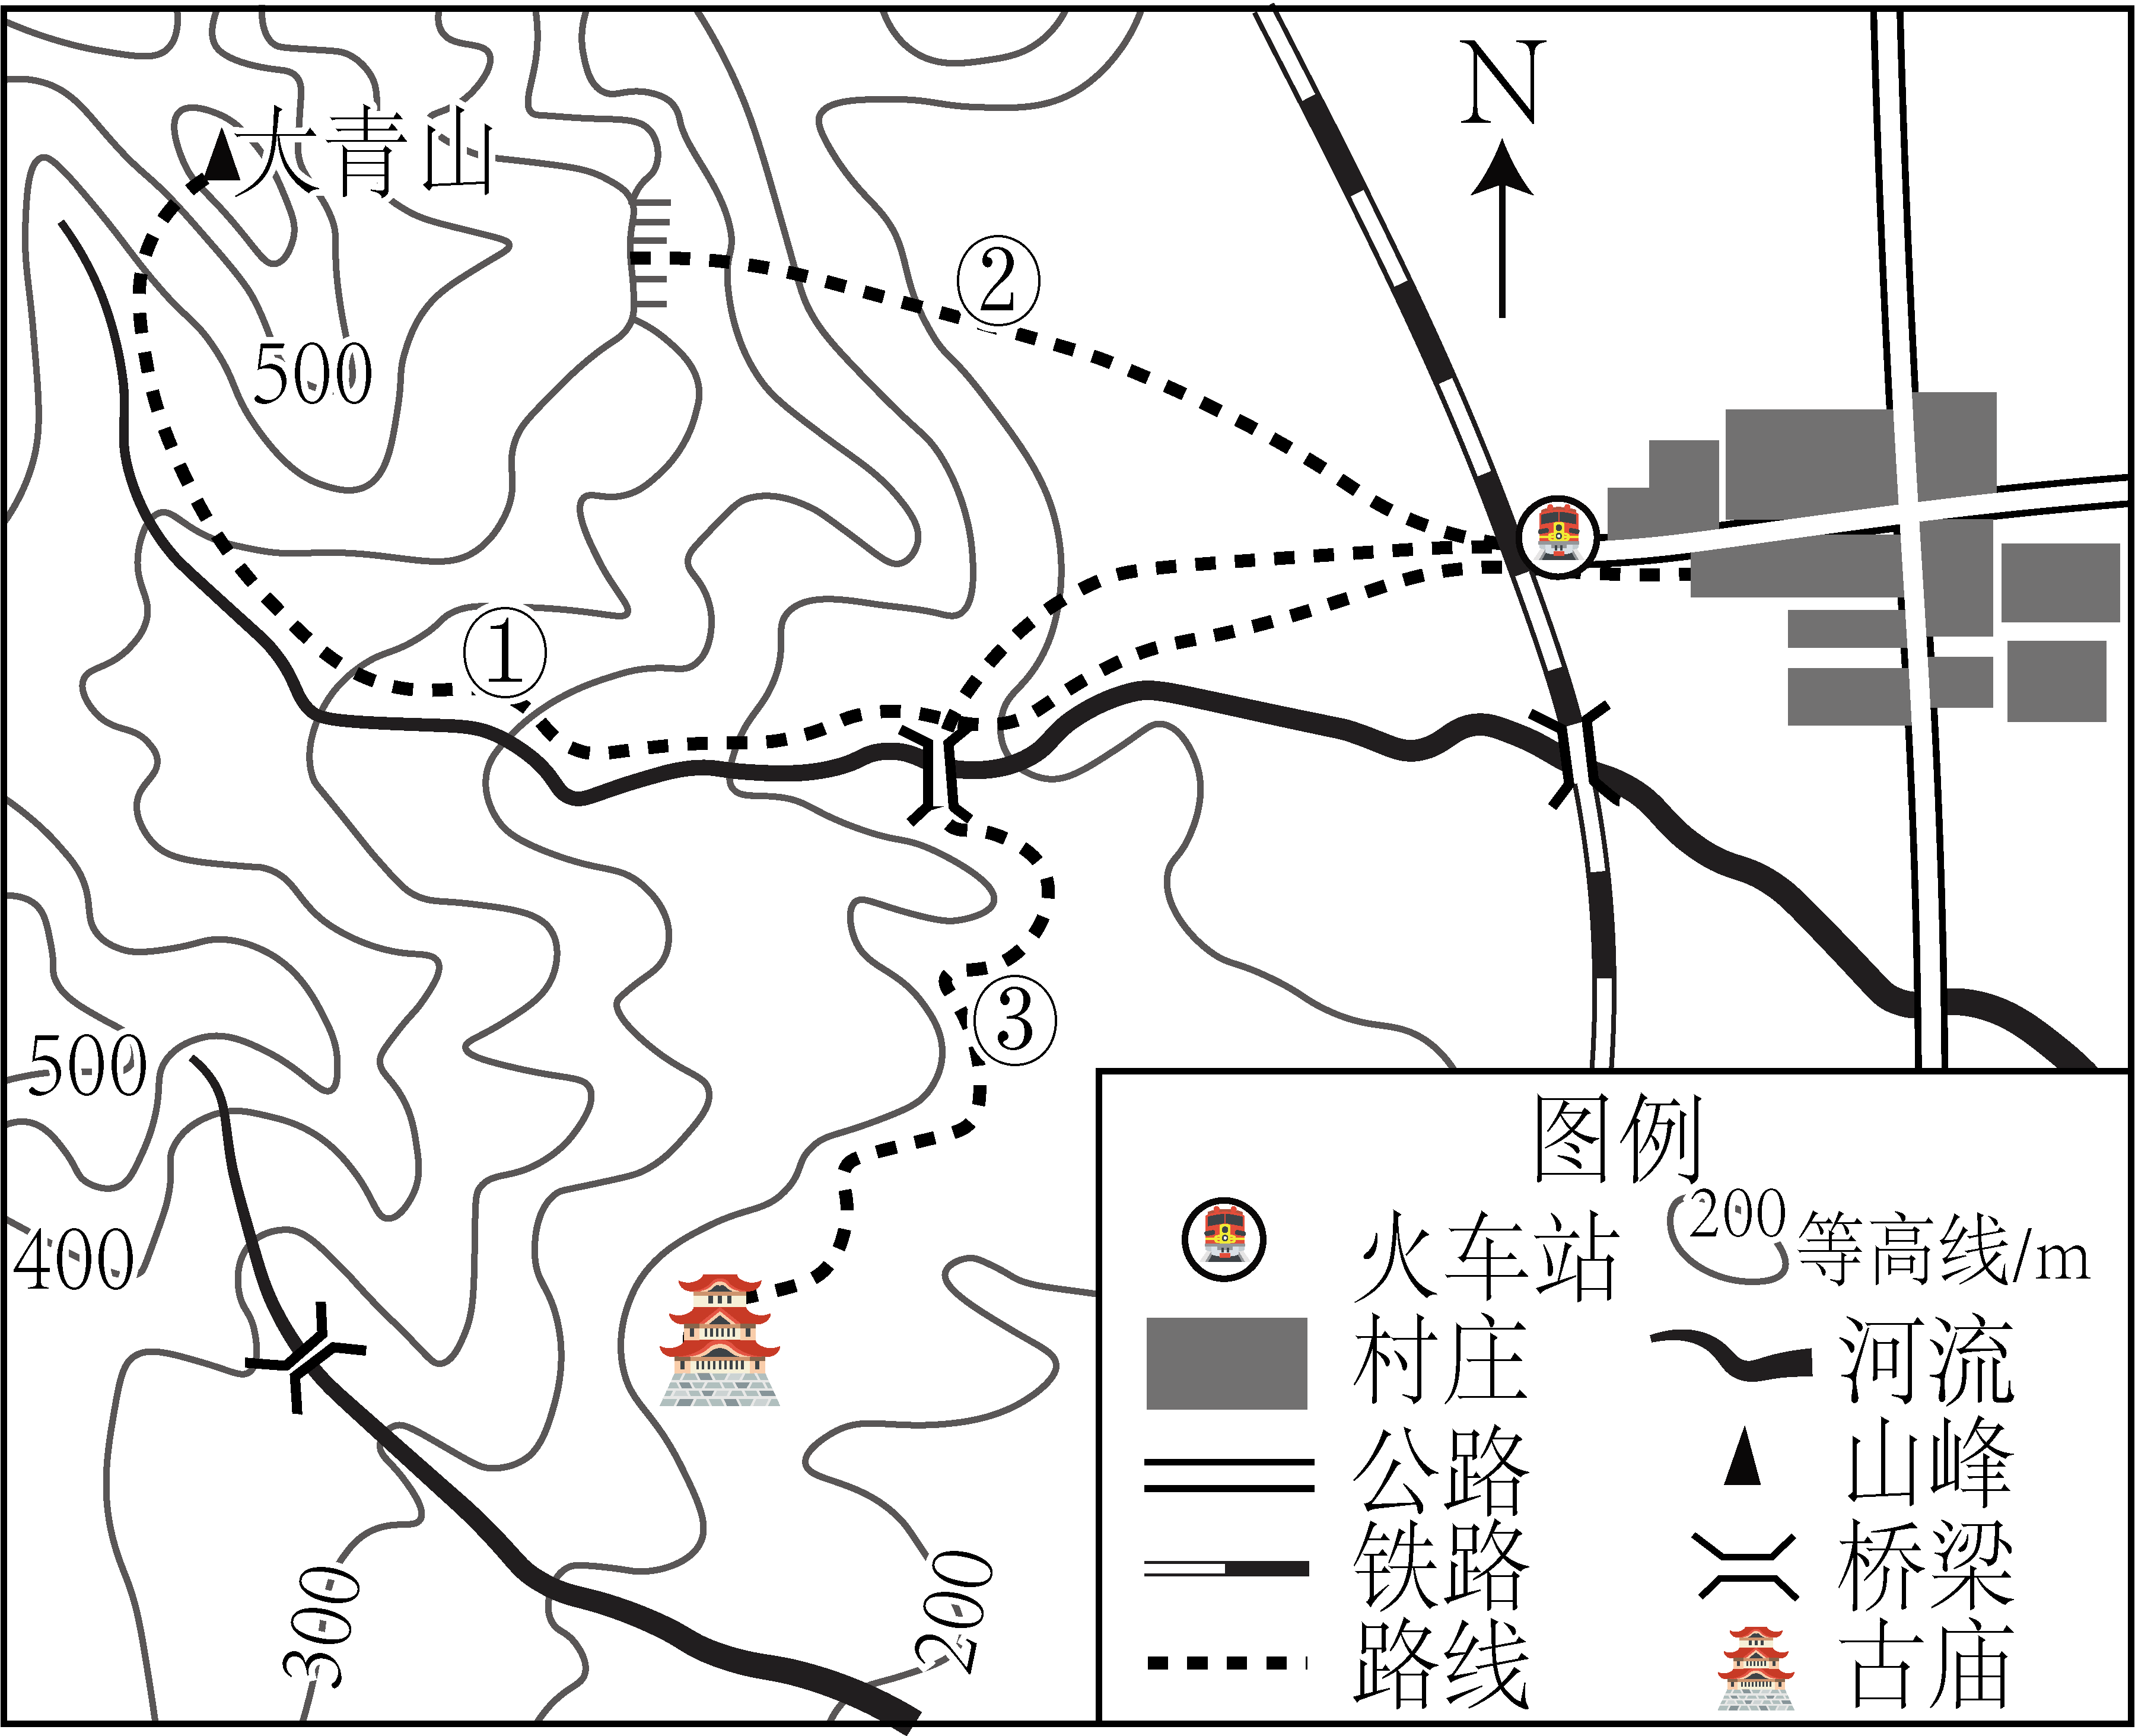 N
大青山
②
500
①
③
500
400
300
200
图例
火车站
200
等高线/m
村庄
河流
公路
山峰
铁路
桥梁
路线
古庙